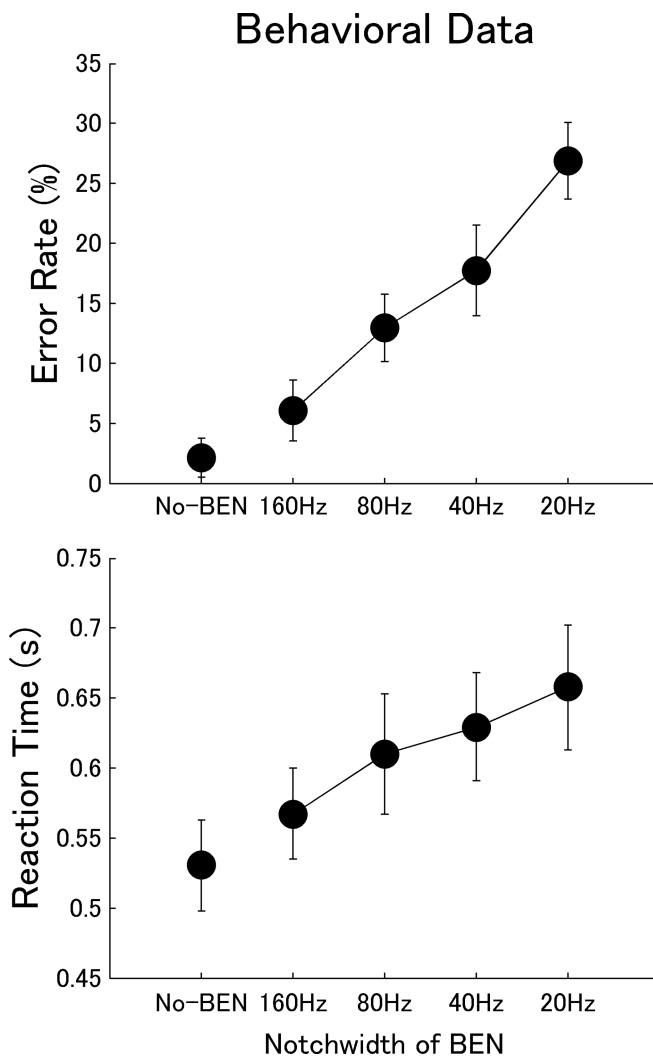 Behavioral Data
Error Rate (%)
35
30
25
20
15
10
5
0
No-BEN 160Hz 80Hz 40Hz 20Hz
Reaction Time (s)
0.75
0.7
0.65
0.6
0.55
0.5
0.45
No-BEN 160Hz 80Hz 40Hz 20Hz
Notchwidth of BEN